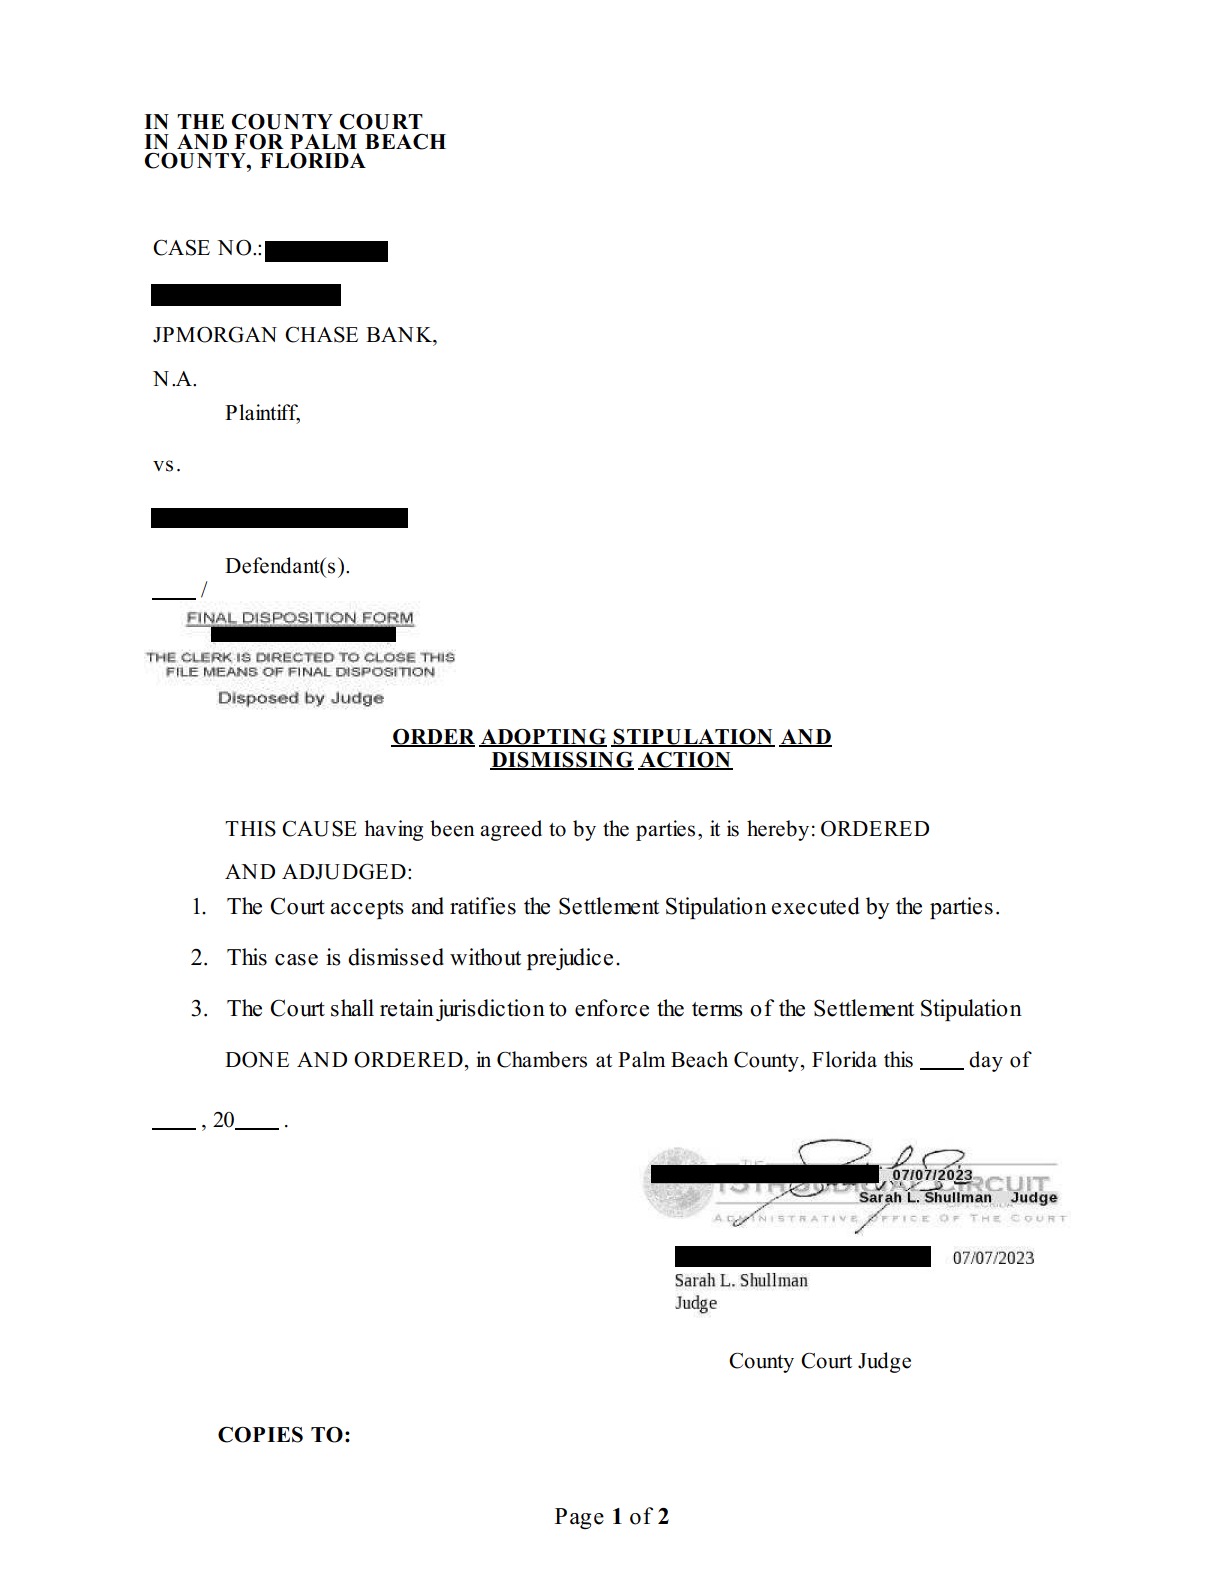 IN THE COUNTY COURT
IN AND FOR PALM BEACH
COUNTY, FLORIDA
CASE NO.:
JPMORGAN CHASE BANK,
N.A.
Plaintiff,
vs.
Defendant(s).
____ /
FINAL DISPOSITION FORM
THE CLERK IS DIRECTED TO CLOSE THIS
FILE MEANS OF FINAL DISPOSITION
Disposed by Judge
ORDER ADOPTING STIPULATION AND
DISMISSING ACTION
THIS CAUSE having been agreed to by the parties, it is hereby: ORDERED
AND ADJUDGED:
1. The Court accepts and ratifies the Settlement Stipulation executed by the parties.
2. This case is dismissed without prejudice.
3. The Court shall retain jurisdiction to enforce the terms of the Settlement Stipulation
DONE AND ORDERED, in Chambers at Palm Beach County, Florida this ____ day of
____ , 20____ .
07/07/2023
15TH JUDICIAL CIRCUIT
Sarah L. Shullman Judge
ADMINISTRATIVE OFFICE OF THE COURT
07/07/2023
Sarah L. Shullman
Judge
County Court Judge
COPIES TO:
Page 1 of 2